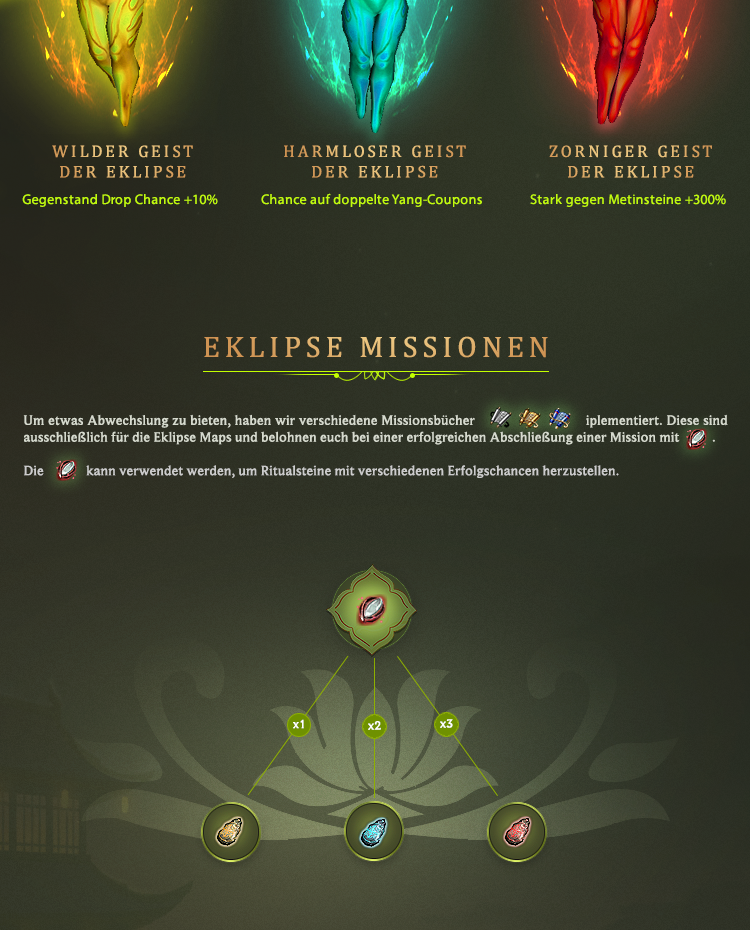 WILDER GEIST
DER EKLIPSE
HARMLOSER GEIST
DER EKLIPSE
ZORNIGER GEIST
DER EKLIPSE
Gegenstand Drop Chance +10%
Chance auf doppelte Yang-Coupons
Stark gegen Metinsteine +300%
EKLIPSE MISSIONEN
Um etwas Abwechslung zu bieten, haben wir verschiedene Missionsbücher iplementiert. Diese sind
ausschließlich für die Eklipse Maps und belohnen euch bei einer erfolgreichen Abschließung einer Mission mit .
Die kann verwendet werden, um Ritualsteine mit verschiedenen Erfolgschancen herzustellen.
x1
x2
x3